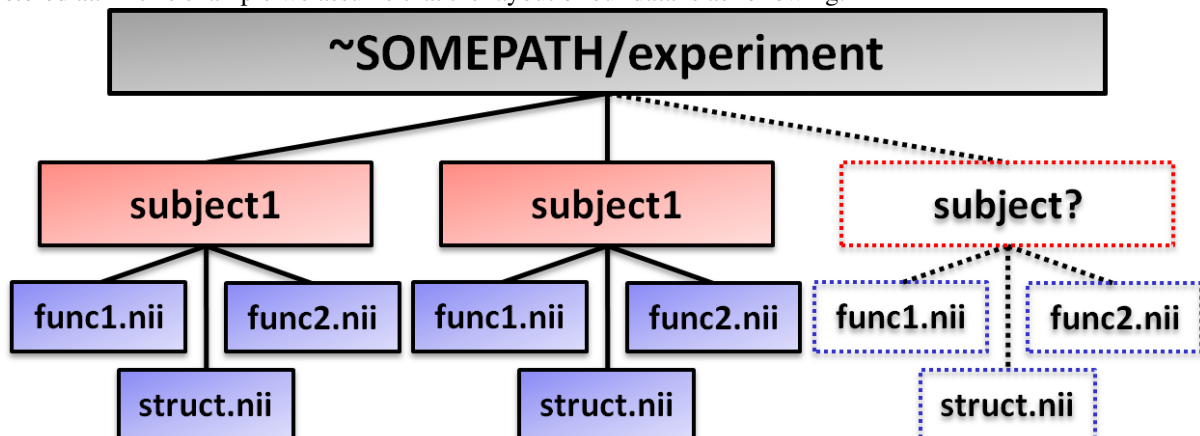 ~SOMEPATH/experiment
subject1 subject1 subject?
func1.nii func2.nii func1.nii func2.nii func1.nii func2.nii
struct.nii struct.nii struct.nii